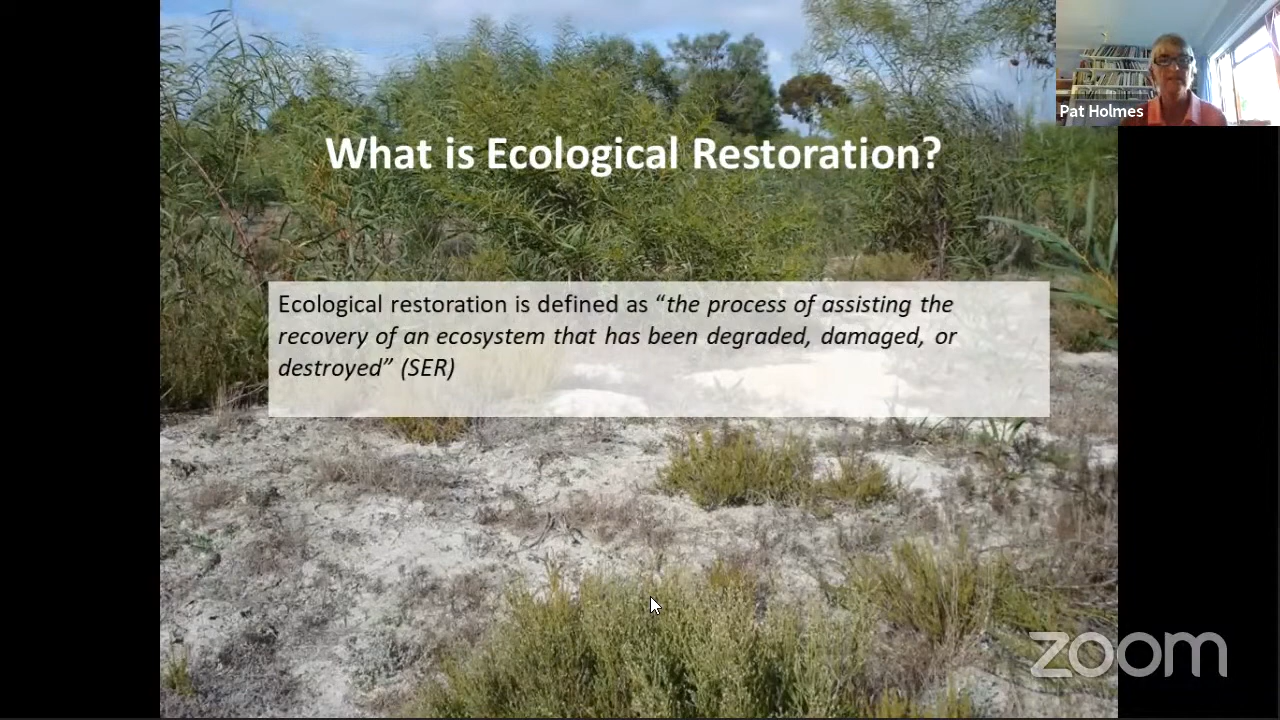 Pat Holmes
What is Ecological Restoration?
Ecological restoration is defined as “the process of assisting the
recovery of an ecosystem that has been degraded, damaged, or
destroyed” (SER)
zoom